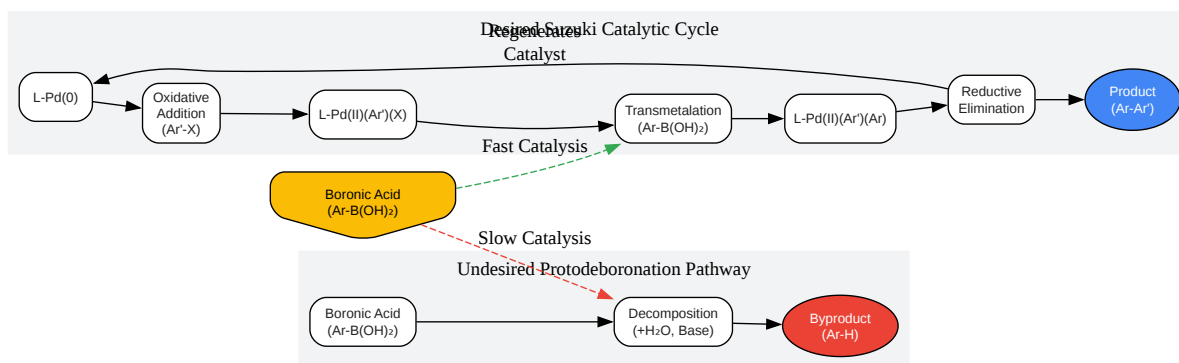 Desired Suzuki Catalytic Cycle
Regenerates
Catalyst
L-Pd(0)
Oxidative
Addition
(Ar'-X)
L-Pd(II)(Ar')(X)
Transmetalation
(Ar-B(OH)₂)
L-Pd(II)(Ar')(Ar)
Reductive
Elimination
Product
(Ar-Ar')
Fast Catalysis
Boronic Acid
(Ar-B(OH)₂)
Slow Catalysis
Undesired Protodeboronation Pathway
Boronic Acid
(Ar-B(OH)₂)
Decomposition
(+H₂O, Base)
Byproduct
(Ar-H)